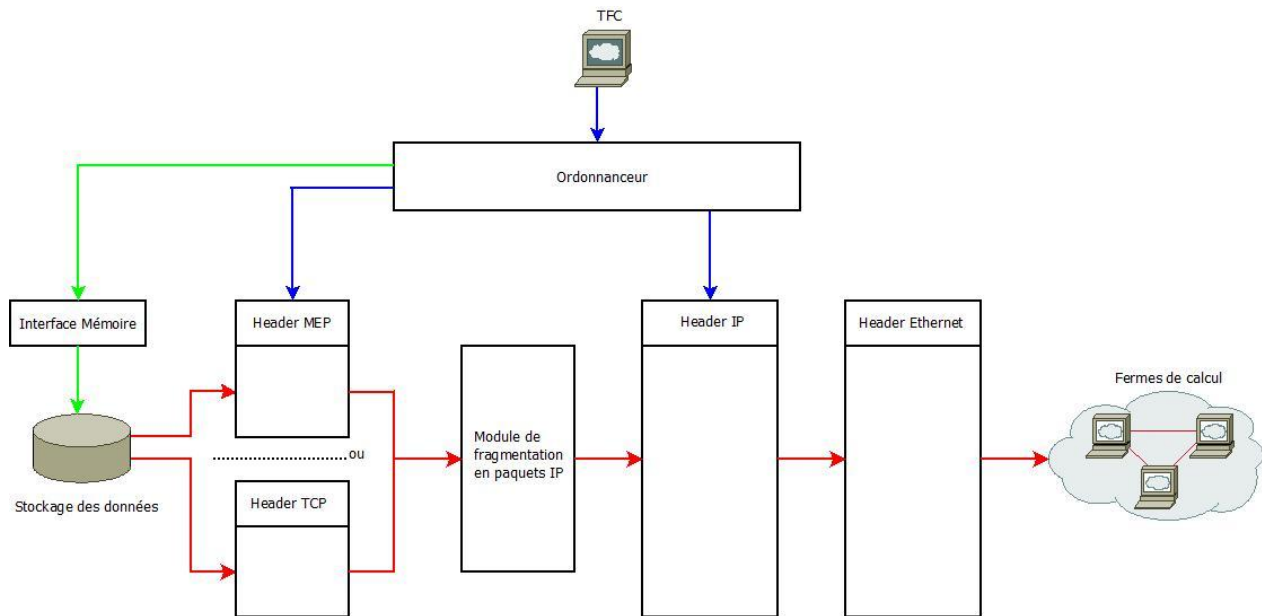 TFC
Ordonnanceur
Interface Mémoire
Header MEP
Header IP
Header Ethernet
Fermes de calcul
Module de
fragmentation
en paquets IP
........................................ou
Stockage des données
Header TCP